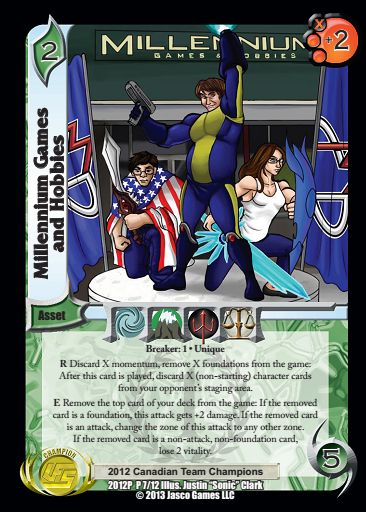 2
MILLENNIUM
GAMES & HOBBIES
X
+2
Millennium Games
and Hobbies
Asset
Breaker: 1 • Unique
R Discard X momentum, remove X foundations from the game:
After this card is played, discard X (non-starting) character cards
from your opponent's staging area.
E Remove the top card of your deck from the game: If the removed
card is a foundation, this attack gets +2 damage. If the removed card
is an attack, change the zone of this attack to any other zone.
If the removed card is a non-attack, non-foundation card,
lose 2 vitality.
5
CHAMPION
UFS
2012 Canadian Team Champions
2012P P 7/12 Illus. Justin "Sonic" Clark
© 2013 Jasco Games LLC